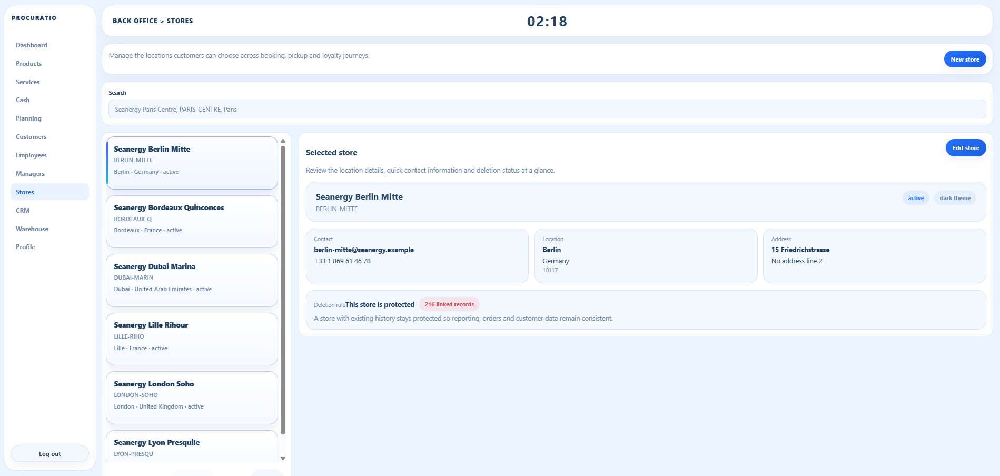 PROCURATIO
Dashboard
Products
Services
Cash
Planning
Customers
Employees
Managers
Stores
CRM
Warehouse
Profile
Log out
BACK OFFICE > STORES
02:18
Manage the locations customers can choose across booking, pickup and loyalty journeys.
New store
Search
Seanergy Paris Centre, PARIS-CENTRE, Paris
Seanergy Berlin Mitte
BERLIN-MITTE
Berlin · Germany · active
Seanergy Bordeaux Quinconces
BORDEAUX-Q
Bordeaux · France · active
Seanergy Dubai Marina
DUBAI-MARIN
Dubai · United Arab Emirates · active
Seanergy Lille Rihour
LILLE-RIHO
Lille · France · active
Seanergy London Soho
LONDON-SOHO
London · United Kingdom · active
Seanergy Lyon Presquile
LYON-PRESQU
Selected store
Edit store
Review the location details, quick contact information and deletion status at a glance.
Seanergy Berlin Mitte
BERLIN-MITTE
active
dark theme
Contact
berlin-mitte@seanergy.example
+33 1 869 61 46 78
Location
Berlin
Germany
10117
Address
15 Friedrichstrasse
No address line 2
Deletion ruleThis store is protected 216 linked records
A store with existing history stays protected so reporting, orders and customer data remain consistent.